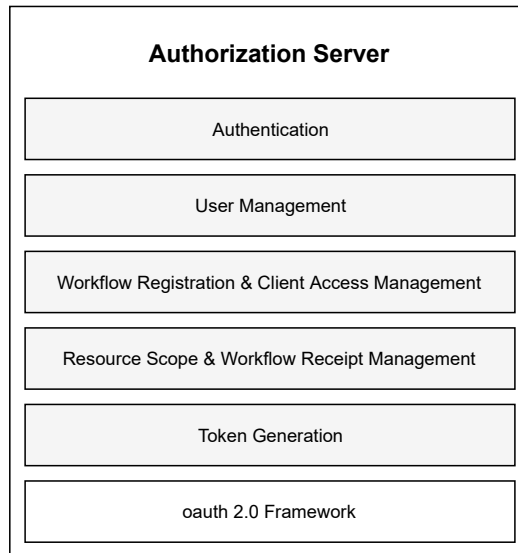 Authorization Server
Authentication
User Management
Workflow Registration & Client Access Management
Resource Scope & Workflow Receipt Management
Token Generation
oauth 2.0 Framework